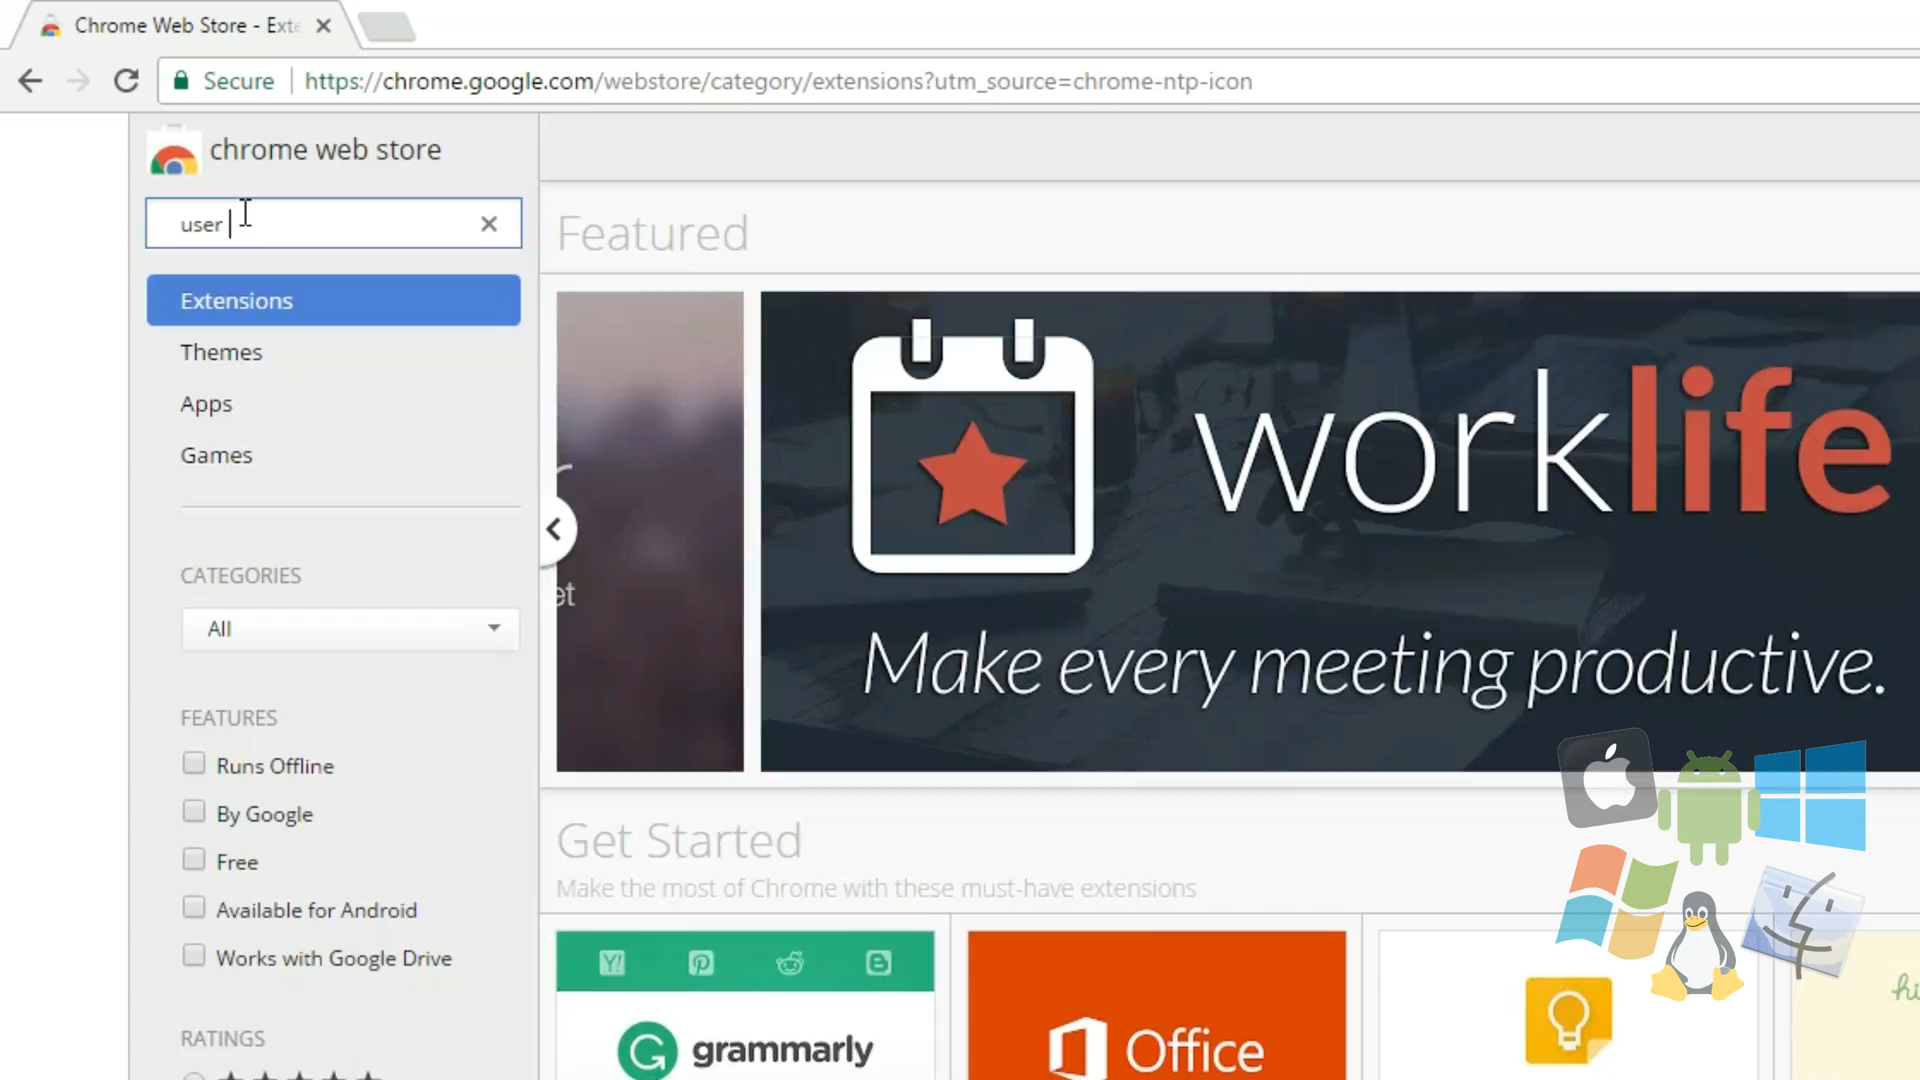 Chrome Web Store - Exte
Secure
https://chrome.google.com/webstore/category/extensions?utm_source=chrome-ntp-icon
chrome web store
user
Extensions
Themes
Apps
Games
CATEGORIES
All
FEATURES
Runs Offline
By Google
Free
Available for Android
Works with Google Drive
RATINGS
Featured
et
worklife
Make every meeting productive.
Get Started
Make the most of Chrome with these must-have extensions
grammarly
Office
hi